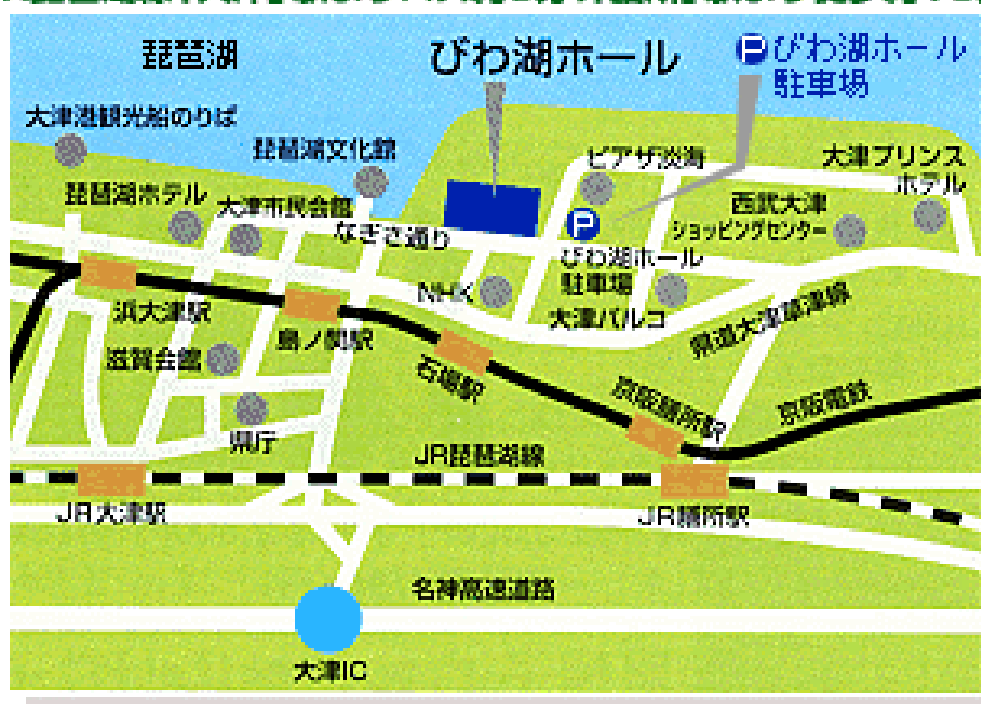 琵琶湖
びわ湖ホール
P びわ湖ホール
駐車場
大津港観光船のりば
琵琶湖文化館
ピアザ淡海
大津プリンス
ホテル
琵琶湖ホテル
大津市民会館
なぎさ通り
P
西武大津
ショッピングセンター
びわ湖ホール
駐車場
NHK
大津パルコ
県道大津草津線
浜大津駅
島ノ関駅
滋賀会館
石場駅
京阪膳所駅
京阪電鉄
県庁
JR琵琶湖線
JR大津駅
JR膳所駅
名神高速道路
大津IC